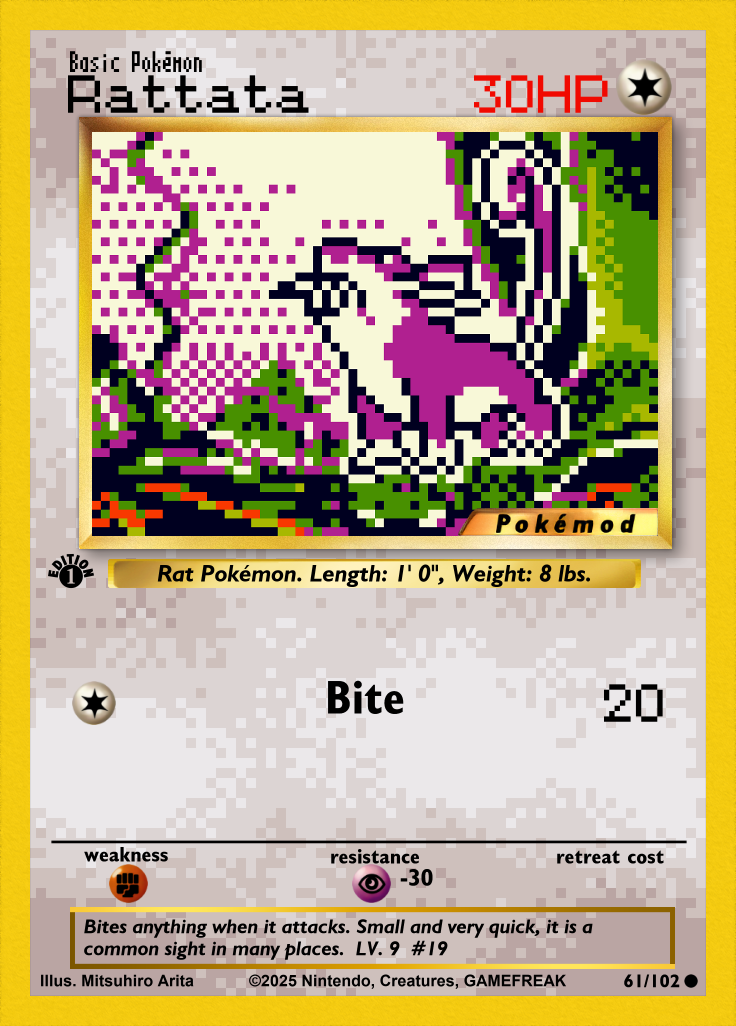 Basic Pokémon
Rattata 30HP
Pokémod
EDITION 1
Rat Pokémon. Length: 1' 0", Weight: 8 lbs.
Bite 20
weakness resistance retreat cost
-30
Bites anything when it attacks. Small and very quick, it is a
common sight in many places. LV. 9 #19
Illus. Mitsuhiro Arita ©2025 Nintendo, Creatures, GAMEFREAK 61/102